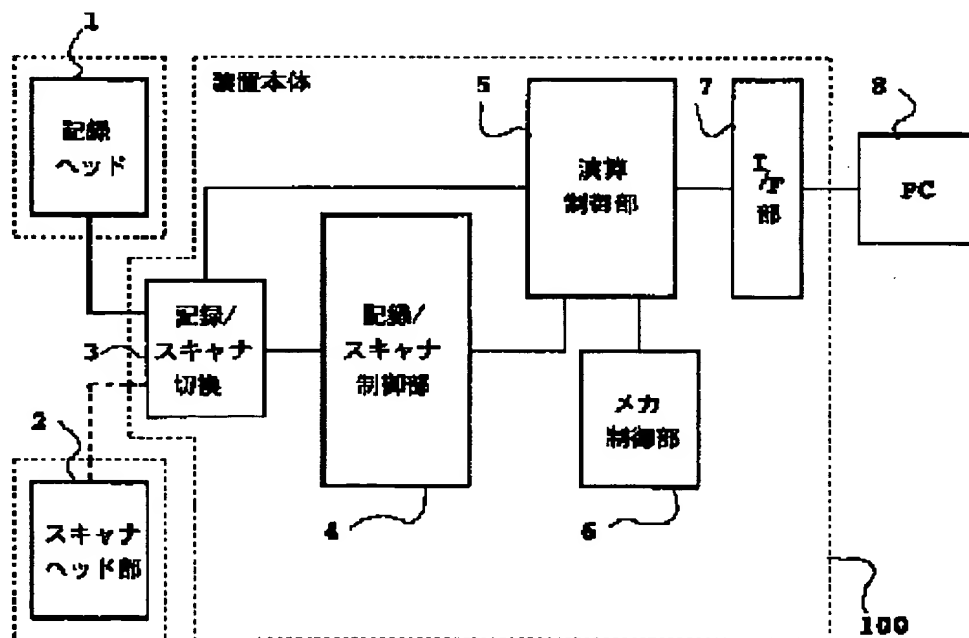 1
記録
ヘッド
装置本体
5
演算
制御部
7
I/F
部
8
PC
3
記録/
スキャナ
切換
記録/
スキャナ
制御部
4
メカ
制御部
6
2
スキャナ
ヘッド部
100